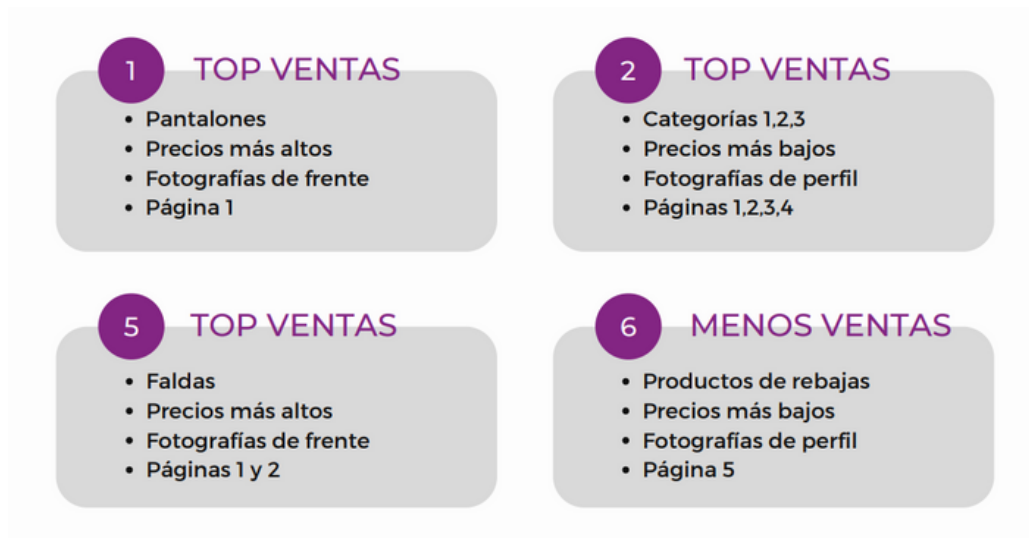 1 TOP VENTAS
• Pantalones
• Precios más altos
• Fotografías de frente
• Página 1
2 TOP VENTAS
• Categorías 1,2,3
• Precios más bajos
• Fotografías de perfil
• Páginas 1,2,3,4
5 TOP VENTAS
• Faldas
• Precios más altos
• Fotografías de frente
• Páginas 1 y 2
6 MENOS VENTAS
• Productos de rebajas
• Precios más bajos
• Fotografías de perfil
• Página 5